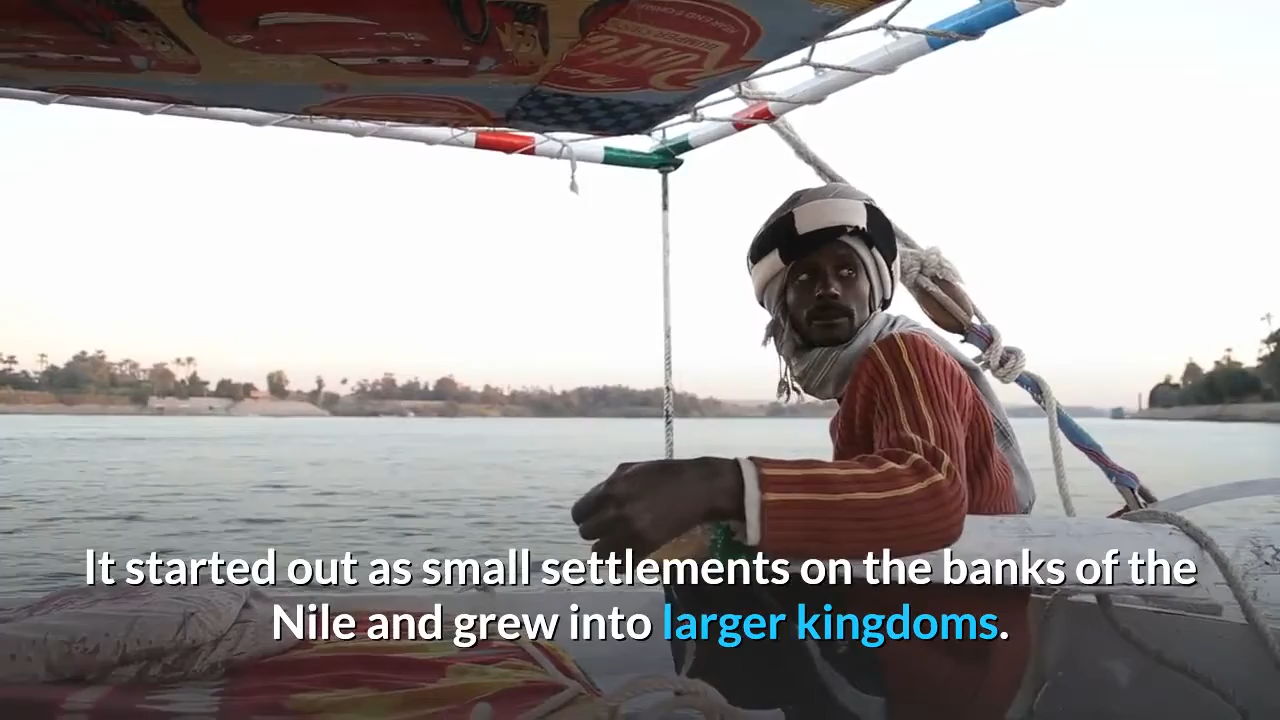 It started out as small settlements on the banks of the
Nile and grew into larger kingdoms.